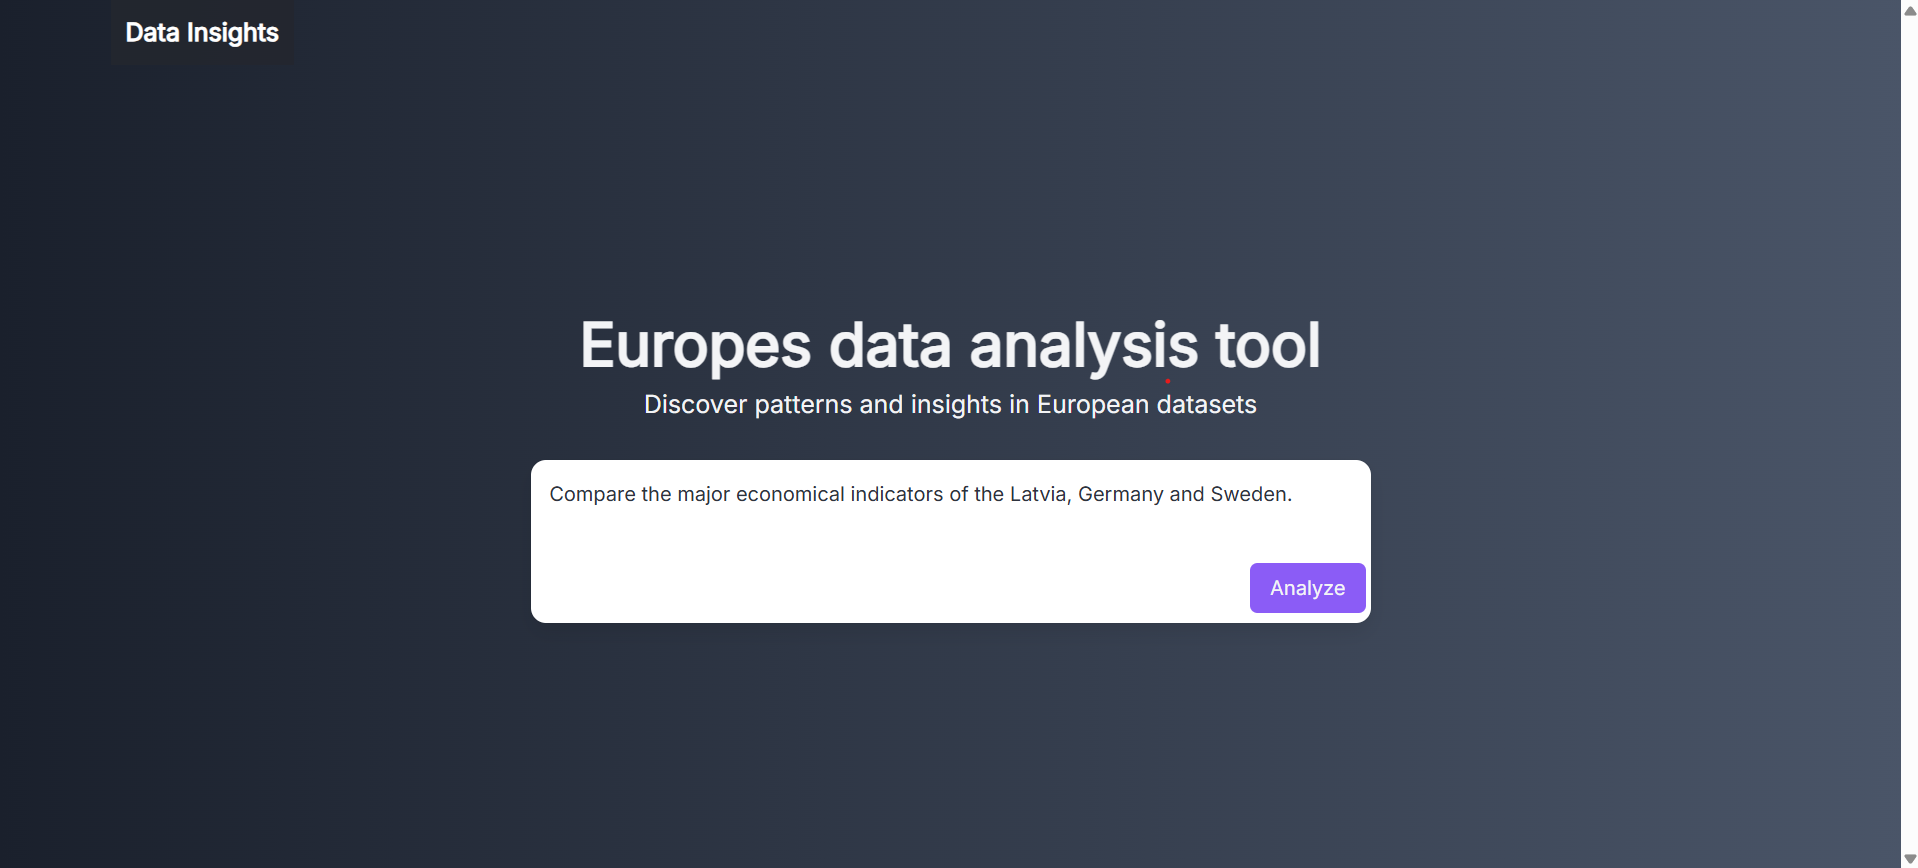 Data Insights
Europes data analysis tool
Discover patterns and insights in European datasets
Compare the major economical indicators of the Latvia, Germany and Sweden.
Analyze